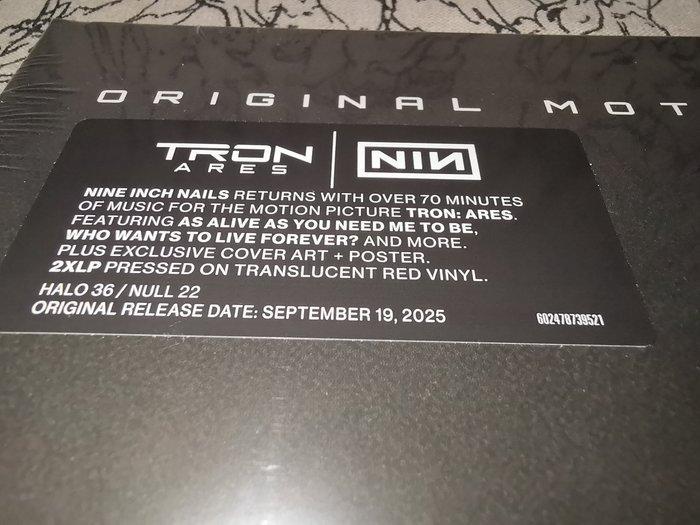 ORIGINAL MOT
TRON
ARES
NIN
NINE INCH NAILS RETURNS WITH OVER 70 MINUTES
OF MUSIC FOR THE MOTION PICTURE TRON: ARES.
FEATURING AS ALIVE AS YOU NEED ME TO BE,
WHO WANTS TO LIVE FOREVER? AND MORE.
PLUS EXCLUSIVE COVER ART + POSTER.
2XLP PRESSED ON TRANSLUCENT RED VINYL.
HALO 36 / NULL 22
ORIGINAL RELEASE DATE: SEPTEMBER 19, 2025
602478739521